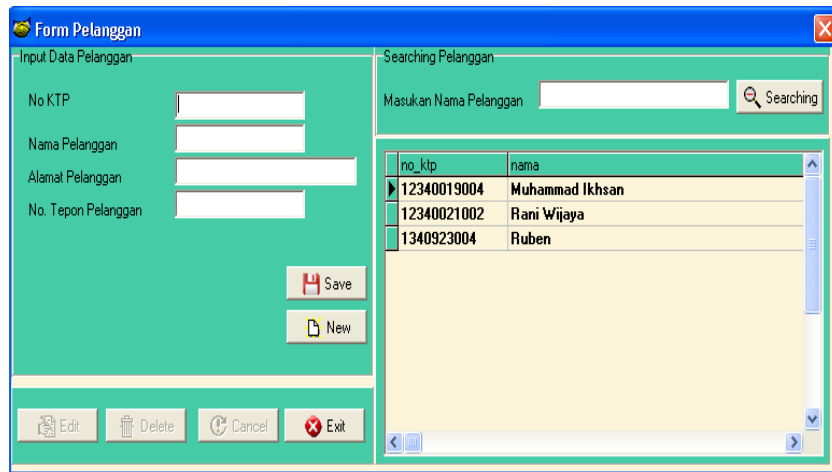 Form Pelanggan
Input Data Pelanggan
No KTP
Nama Pelanggan
Alamat Pelanggan
No. Tepon Pelanggan
Save
New
Edit
Delete
Cancel
Exit
Searching Pelanggan
Masukan Nama Pelanggan
Searching
no_ktp nama
12340019004 Muhammad Ikhsan
12340021002 Rani Wijaya
1340923004 Ruben